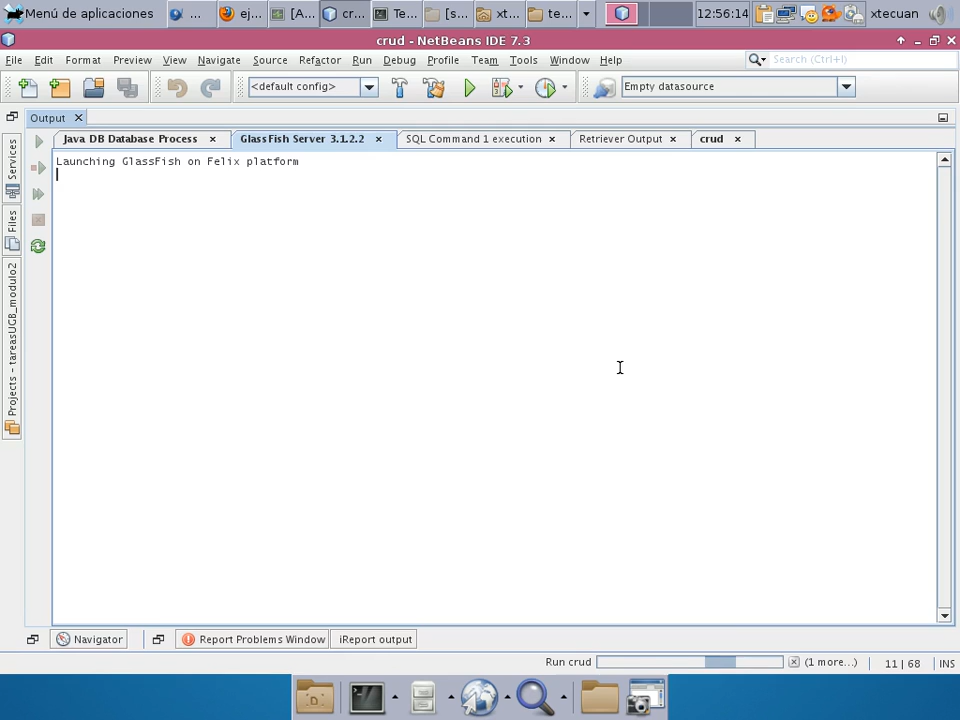 Menú de aplicaciones ... ej... [A... cr... Te... [s... xt... te... 12:56:14 xtecuan
crud - NetBeans IDE 7.3
File Edit Format Preview View Navigate Source Refactor Run Debug Profile Team Tools Window Help Search (Ctrl+I)
<default config> Empty datasource
Output
Java DB Database Process GlassFish Server 3.1.2.2 SQL Command 1 execution Retriever Output crud
Launching GlassFish on Felix platform
Services
Files
Projects - tareasUGB_modulo2
Navigator Report Problems Window iReport output
Run crud (1 more...) 11 | 68 INS